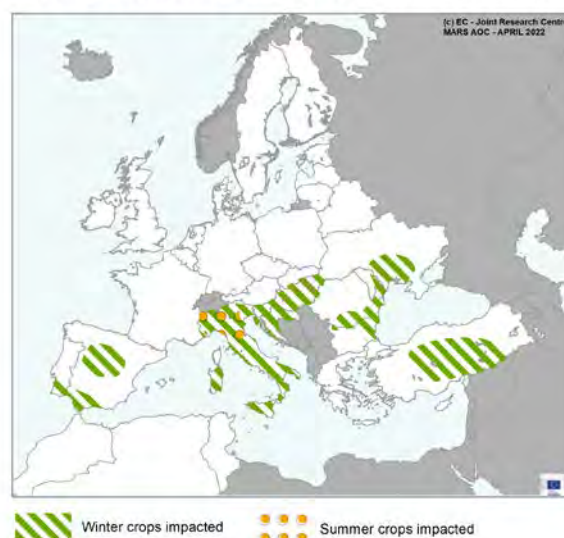 (c) EC - Joint Research Centre
MARS AOC - APRIL 2022
Winter crops impacted
Summer crops impacted